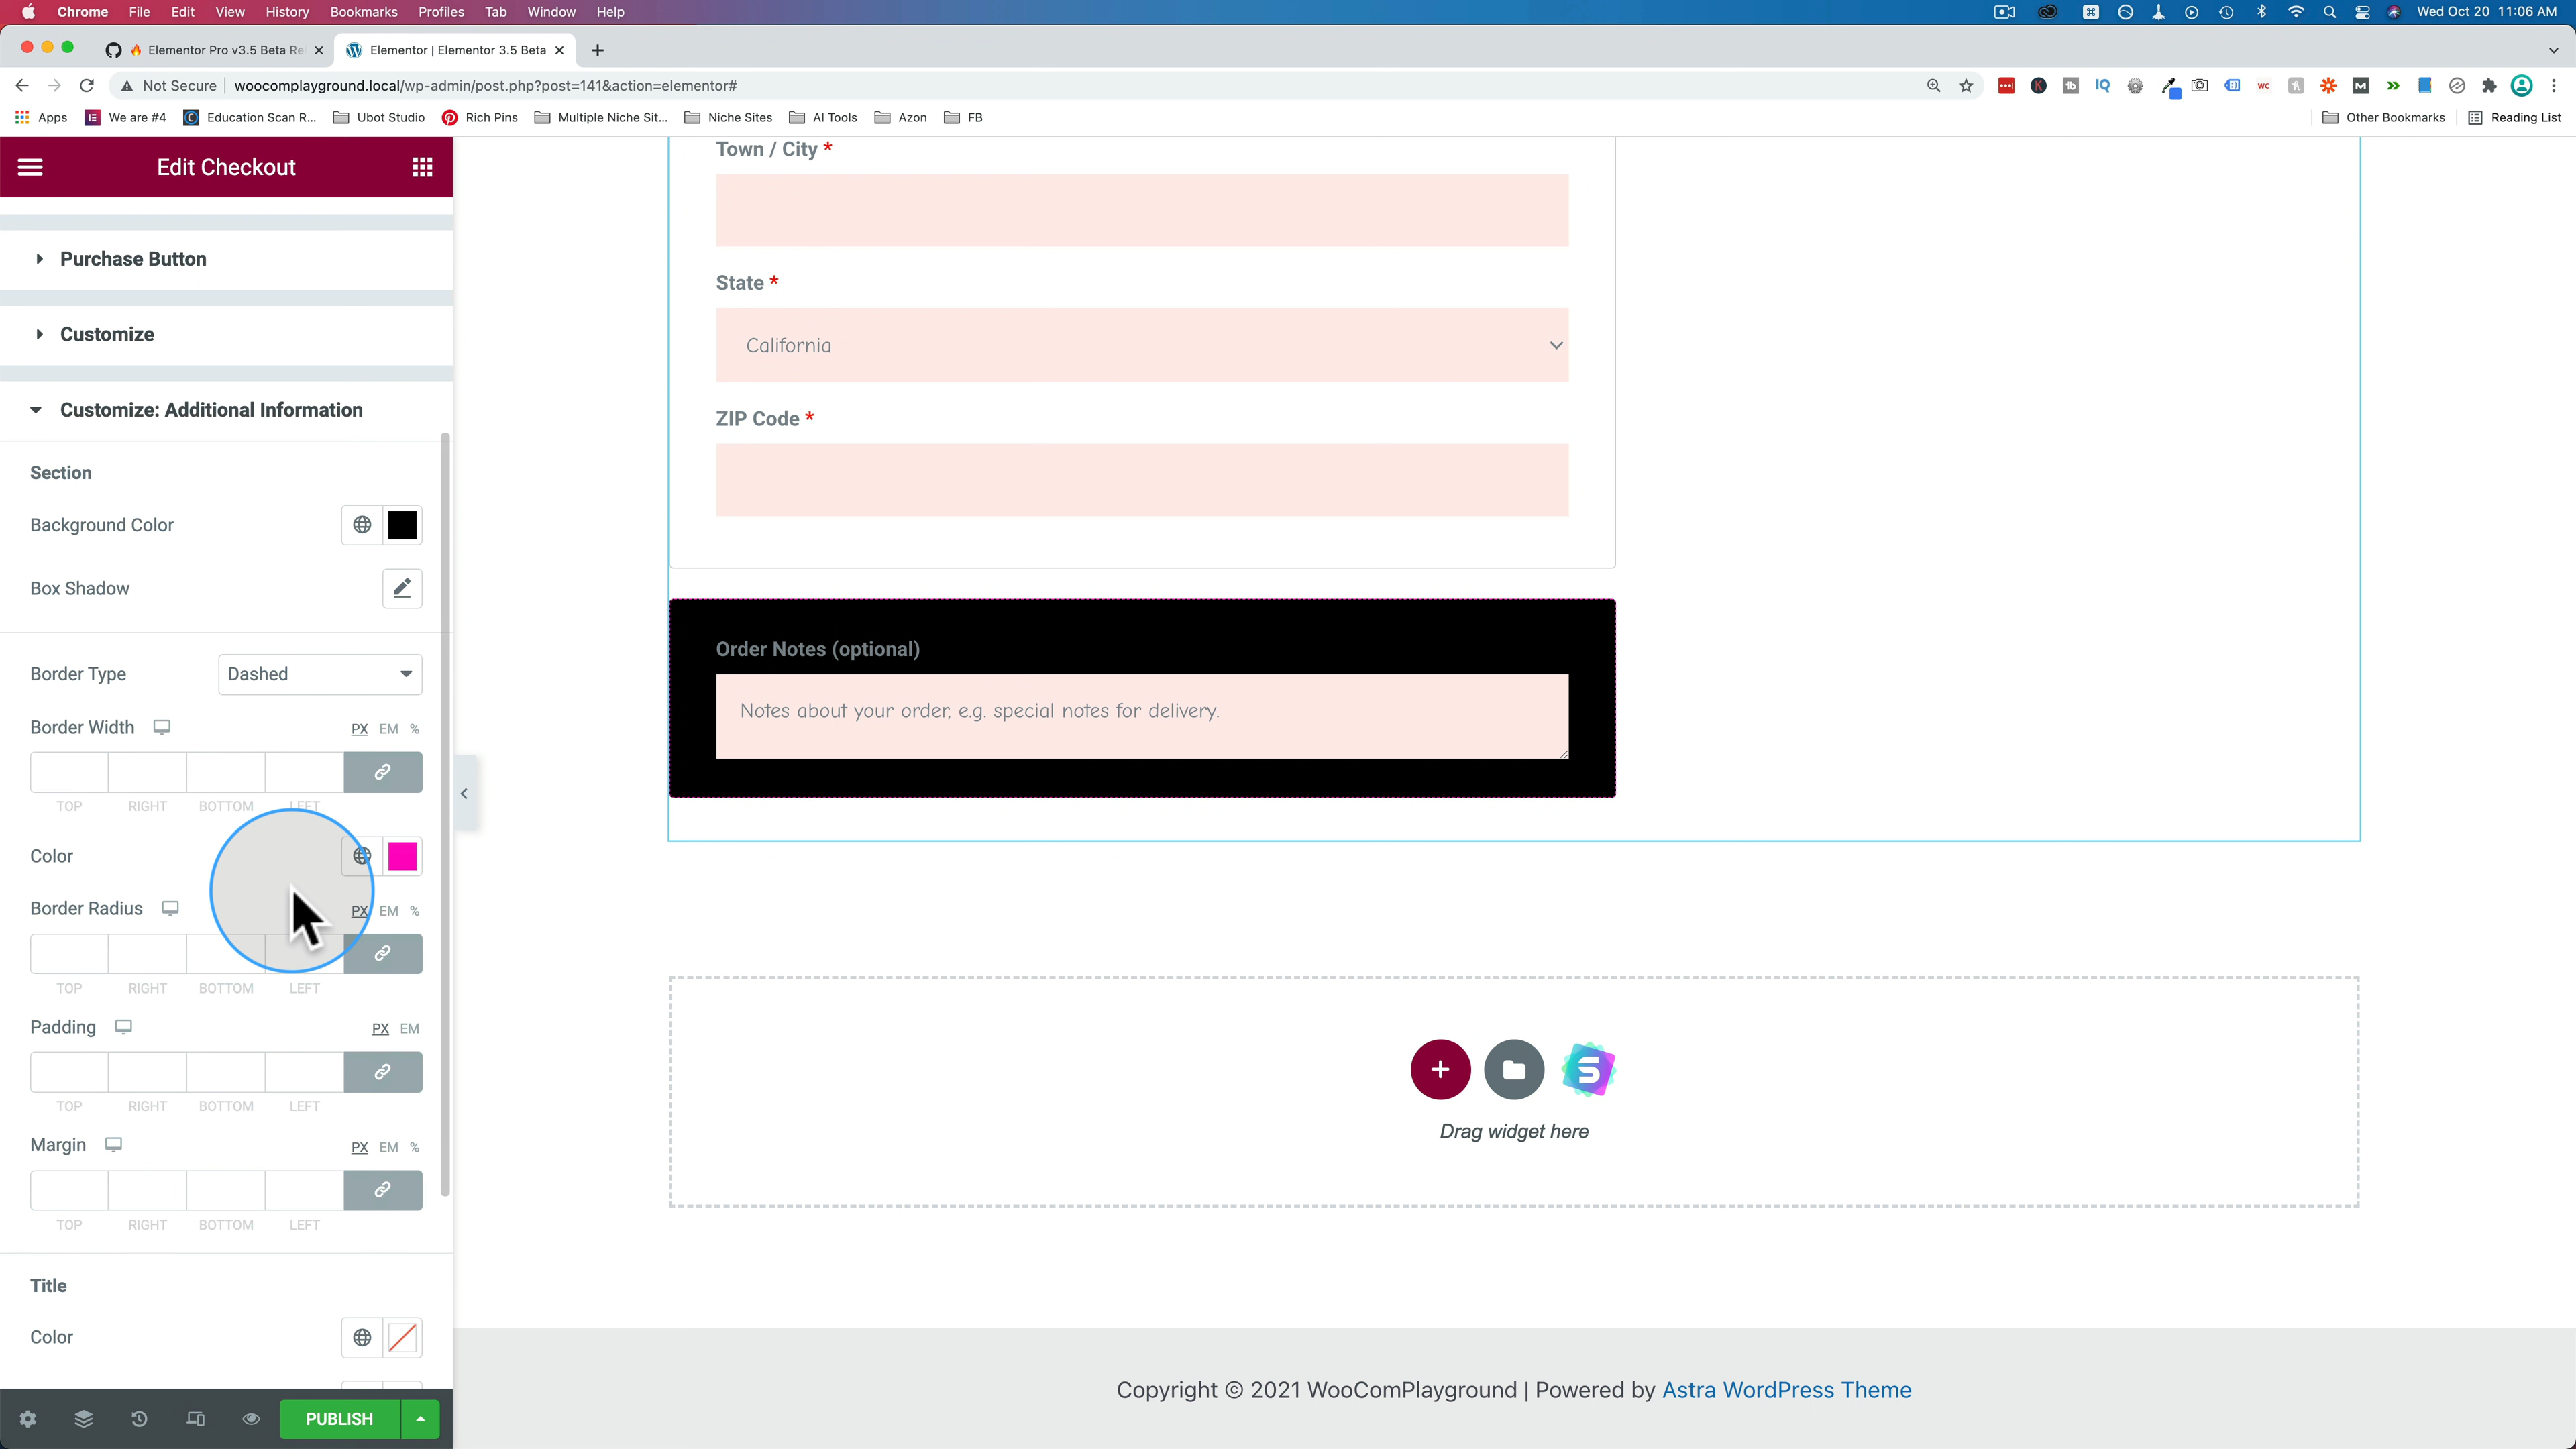 Chrome File Edit View History Bookmarks Profiles Tab Window Help Wed Oct 20 11:06 AM
Elementor Pro v3.5 Beta Re Elementor | Elementor 3.5 Beta
Not Secure woocomplayground.local/wp-admin/post.php?post=141&action=elementor#
Apps We are #4 Education Scan R... Ubot Studio Rich Pins Multiple Niche Sit... Niche Sites AI Tools Azon FB Other Bookmarks Reading List
Edit Checkout
Purchase Button
Customize
Customize: Additional Information
Section
Background Color
Box Shadow
Border Type Dashed
Border Width PX EM %
TOP RIGHT BOTTOM LEFT
Color
Border Radius PX EM %
TOP RIGHT BOTTOM LEFT
Padding PX EM
TOP RIGHT BOTTOM LEFT
Margin PX EM %
TOP RIGHT BOTTOM LEFT
Title
Color
PUBLISH
Town / City *
State *
California
ZIP Code *
Order Notes (optional)
Notes about your order, e.g. special notes for delivery.
Drag widget here
Copyright © 2021 WooComPlayground | Powered by Astra WordPress Theme